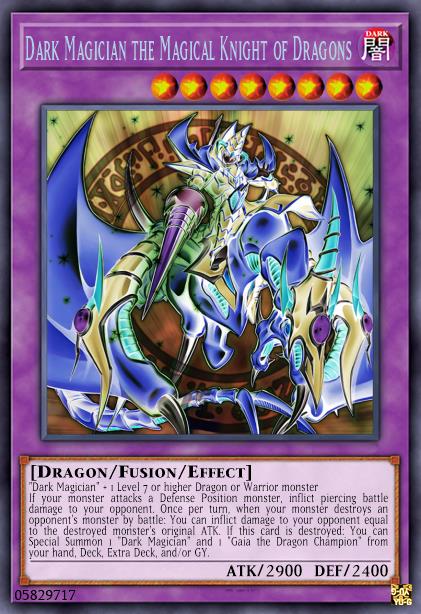 DARK MAGICIAN THE MAGICAL KNIGHT OF DRAGONS
DARK
闇
[DRAGON/FUSION/EFFECT]
"Dark Magician" + 1 Level 7 or higher Dragon or Warrior monster
If your monster attacks a Defense Position monster, inflict piercing battle
damage to your opponent. Once per turn, when your monster destroys an
opponent's monster by battle: You can inflict damage to your opponent equal
to the destroyed monster's original ATK. If this card is destroyed: You can
Special Summon 1 "Dark Magician" and 1 "Gaia the Dragon Champion" from
your hand, Deck, Extra Deck, and/or GY.
ATK/2900 DEF/2400
05829717